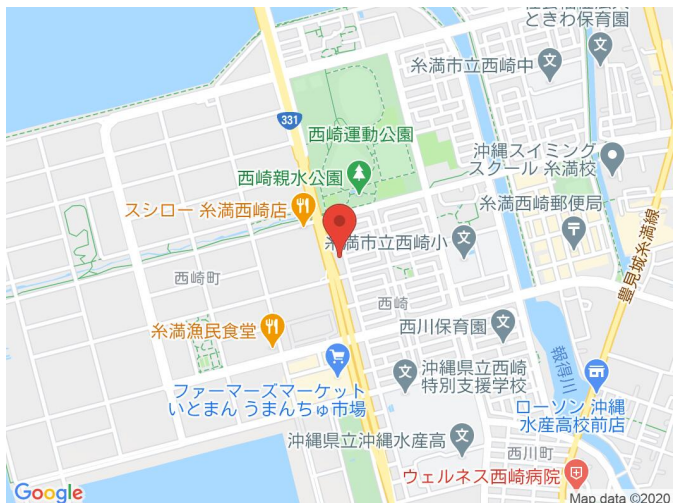 ときわ保育園
糸満市立西崎中
331
西崎運動公園
沖縄スイミング
スクール 糸満校
西崎親水公園
スシロー 糸満西崎店
糸満西崎郵便局
糸満市立西崎小
豊見城糸満線
西崎町
西崎
糸満漁民食堂
西川保育園
報得川
ファーマーズマーケット
いとまん うまんちゅ市場
沖縄県立西崎
特別支援学校
ローソン 沖縄
水産高校前店
沖縄県立沖縄水産高
西川町
ウェルネス西崎病院
Google
Map data ©2020